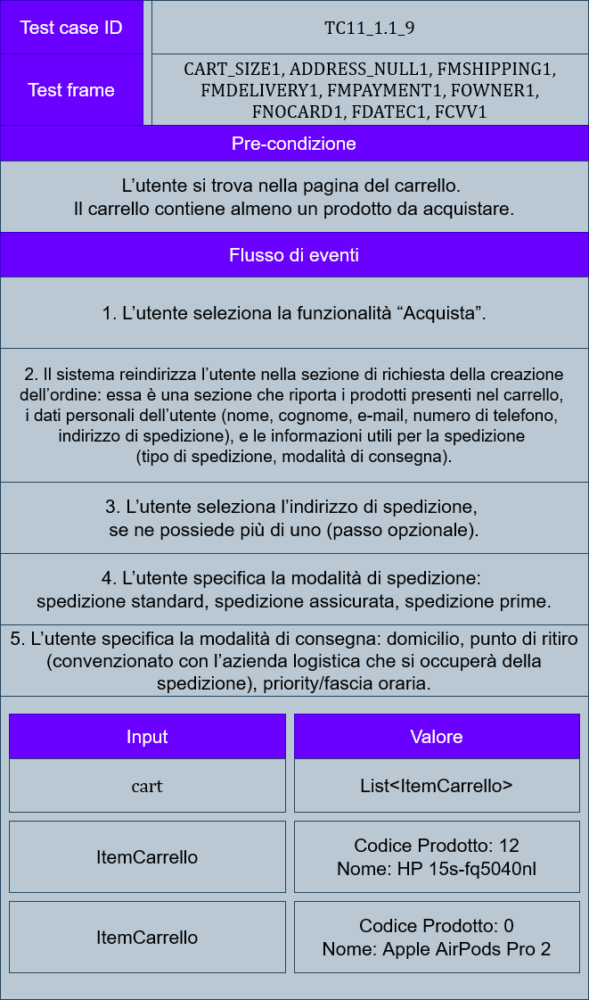 Test case ID
TC11_1.1_9
Test frame
CART_SIZE1, ADDRESS_NULL1, FMSHIPPING1,
FMDELIVERY1, FMPAYMENT1, FOWNER1,
FNOCARD1, FDATEC1, FCVV1
Pre-condizione
L’utente si trova nella pagina del carrello.
Il carrello contiene almeno un prodotto da acquistare.
Flusso di eventi
1. L’utente seleziona la funzionalità “Acquista”.
2. Il sistema reindirizza l’utente nella sezione di richiesta della creazione
dell’ordine: essa è una sezione che riporta i prodotti presenti nel carrello,
i dati personali dell’utente (nome, cognome, e-mail, numero di telefono,
indirizzo di spedizione), e le informazioni utili per la spedizione
(tipo di spedizione, modalità di consegna).
3. L’utente seleziona l’indirizzo di spedizione,
se ne possiede più di uno (passo opzionale).
4. L’utente specifica la modalità di spedizione:
spedizione standard, spedizione assicurata, spedizione prime.
5. L’utente specifica la modalità di consegna: domicilio, punto di ritiro
(convenzionato con l’azienda logistica che si occuperà della
spedizione), priority/fascia oraria.
Input
Valore
cart
List<ItemCarrello>
ItemCarrello
Codice Prodotto: 12
Nome: HP 15s-fq5040nl
ItemCarrello
Codice Prodotto: 0
Nome: Apple AirPods Pro 2